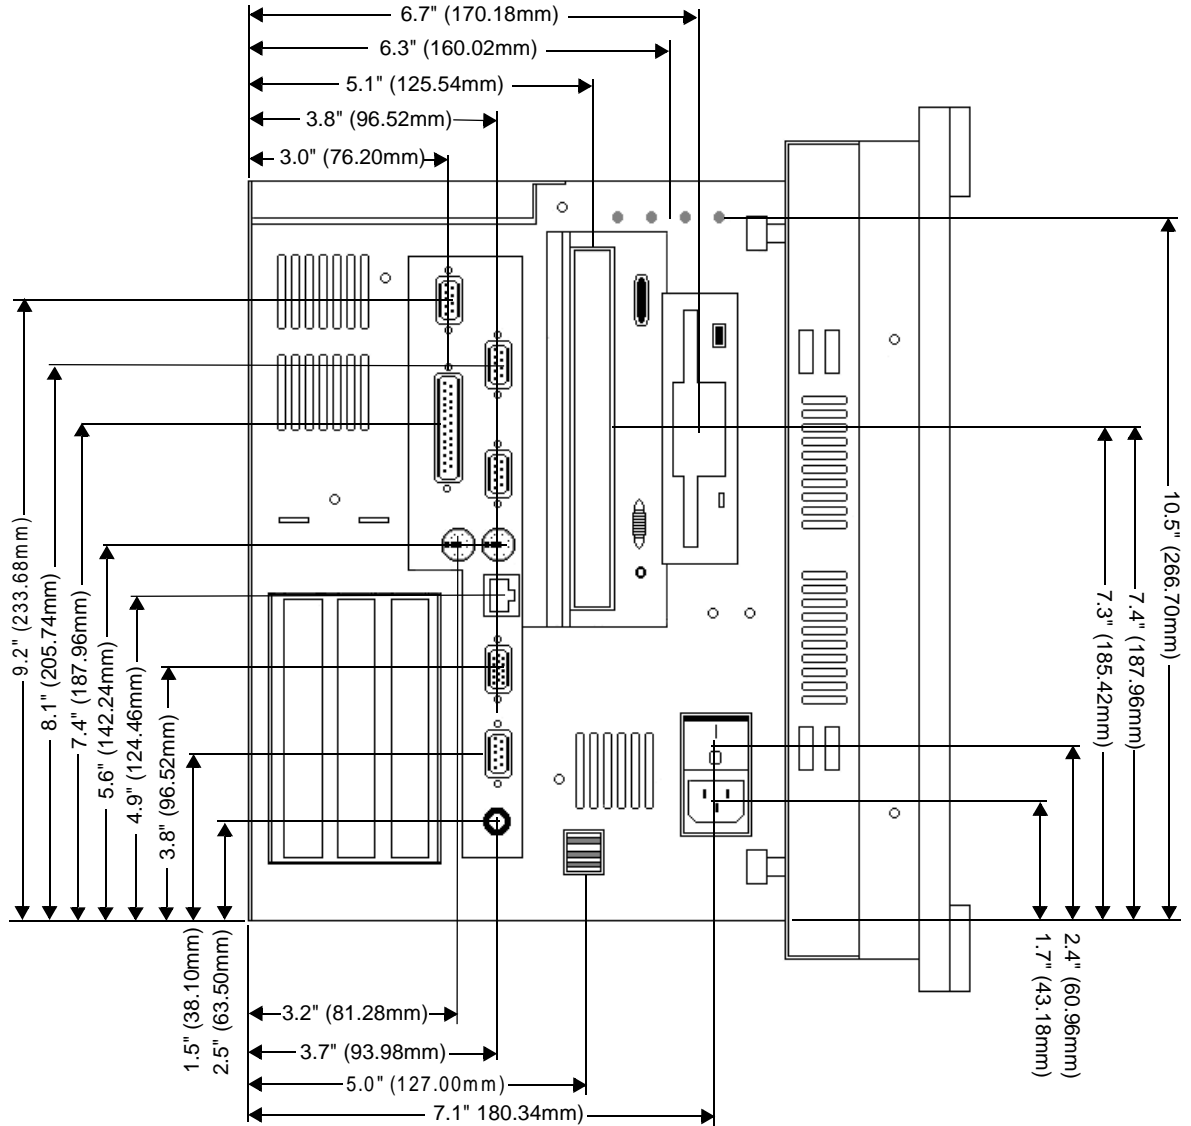 6.7" (170.18mm)
6.3" (160.02mm)
5.1" (125.54mm)
3.8" (96.52mm)
3.0" (76.20mm)
9.2" (233.68mm)
8.1" (205.74mm)
7.4" (187.96mm)
5.6" (142.24mm)
4.9" (124.46mm)
3.8" (96.52mm)
1.5" (38.10mm)
2.5" (63.50mm)
10.5" (266.70mm)
7.4" (187.96mm)
7.3" (185.42mm)
2.4" (60.96mm)
1.7" (43.18mm)
3.2" (81.28mm)
3.7" (93.98mm)
5.0" (127.00mm)
7.1" 180.34mm)